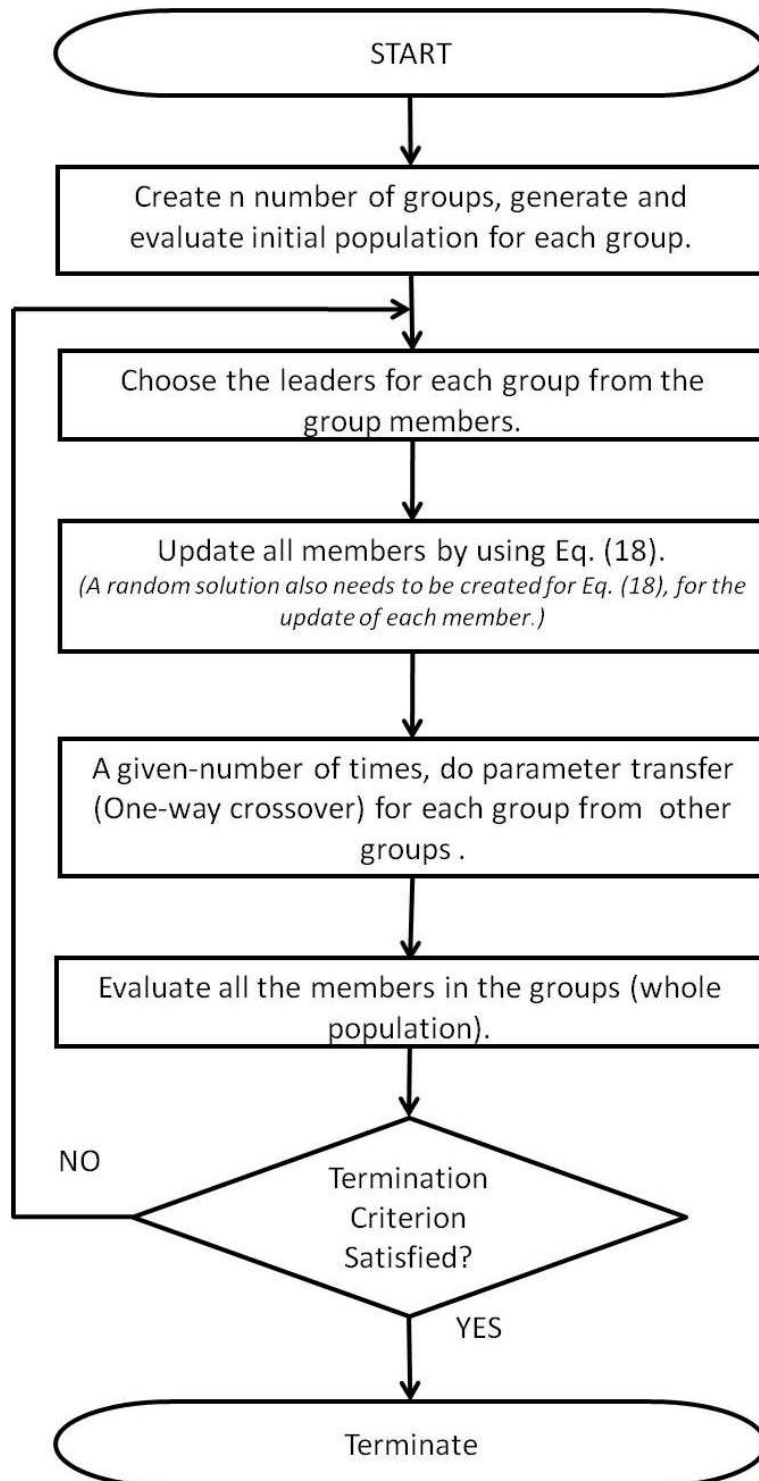 START
Create n number of groups, generate and
evaluate initial population for each group.
Choose the leaders for each group from the
group members.
Update all members by using Eq. (18).
(A random solution also needs to be created for Eq. (18), for the
update of each member.)
A given-number of times, do parameter transfer
(One-way crossover) for each group from other
groups .
Evaluate all the members in the groups (whole
population).
NO
Termination
Criterion
Satisfied?
YES
Terminate